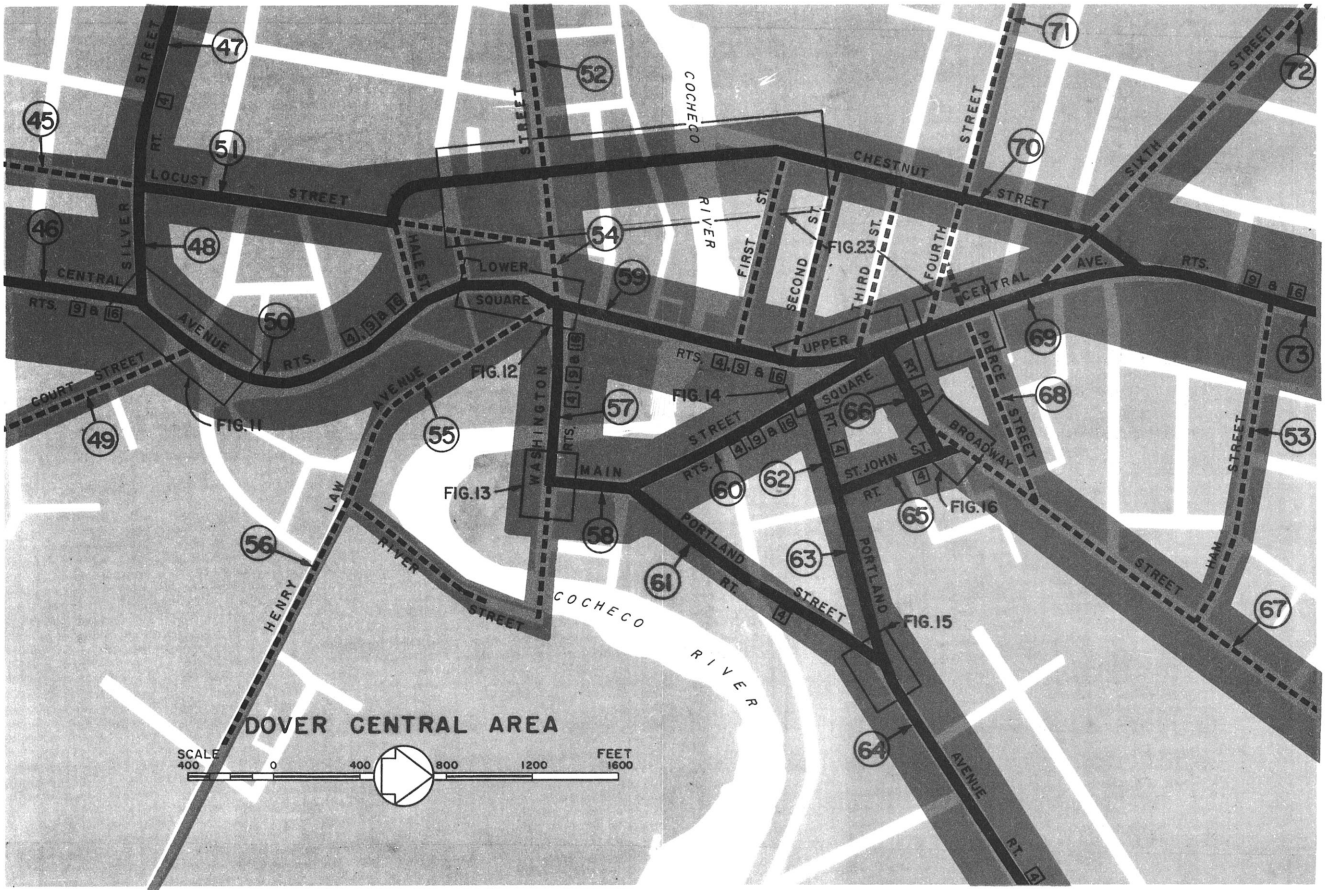 47
STREET
RT. 4
45
51
LOCUST STREET
52
STREET
COCHECO
RIVER
71
STREET
72
SIXTH STREET
70
CHESTNUT STREET
46
SILVER
48
CENTRAL
RTS. 9 & 16
AVENUE
50
RTS. 4, 9 & 16
HALE ST.
LOWER
SQUARE
54
59
FIRST ST.
SECOND ST.
THIRD ST.
FOURTH
FIG.23
CENTRAL AVE.
RTS. 9 & 16
73
69
COURT STREET
49
FIG.11
FIG.12
AVENUE
55
WASHINGTON
RTS. 4, 9 & 16
57
RTS. 4, 9 & 16
UPPER
SQUARE
FIG.14
STREET
RTS. 4, 9 & 16
60
RT. 4
66
RT. 4
62
PIERCE STREET
68
53
STREET
HAM
BROADWAY
STREET
67
ST. JOHN ST.
RT. 4
65
FIG.16
MAIN
FIG.13
58
61
PORTLAND STREET
RT. 4
63
PORTLAND
FIG.15
64
AVENUE
RT. 4
56
HENRY LAW
RIVER STREET
COCHECO
RIVER
DOVER CENTRAL AREA
SCALE FEET
400 0 400 800 1200 1600